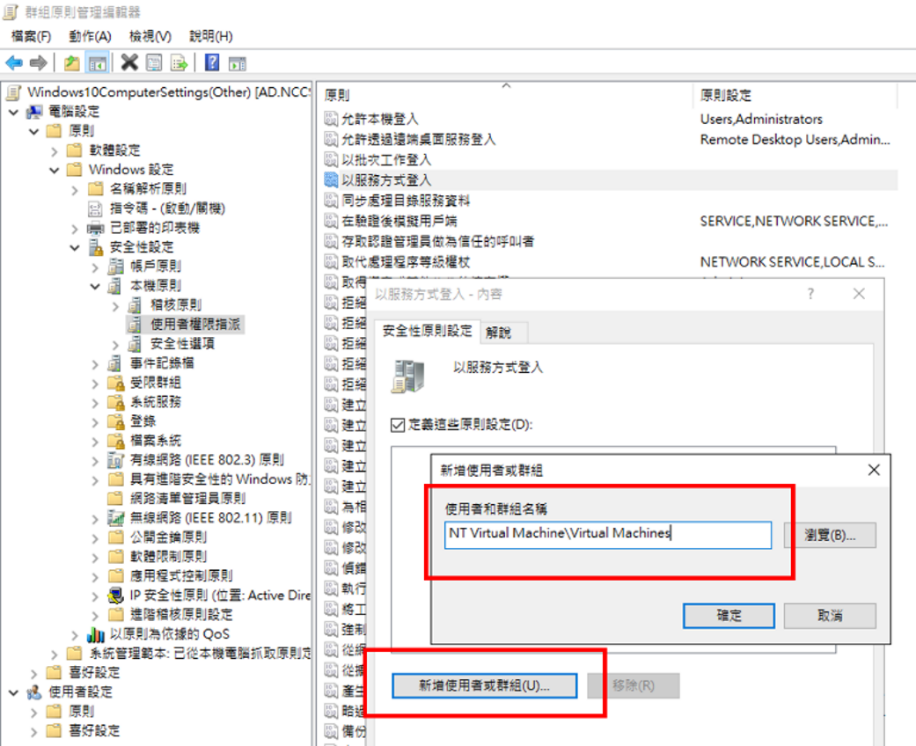 群組原則管理編輯器
檔案(F) 動作(A) 檢視(V) 說明(H)
Windows10ComputerSettings(Other) [AD.NCC
電腦設定
原則
軟體設定
Windows 設定
名稱解析原則
指令碼 - (啟動/關機)
已部署的印表機
安全性設定
帳戶原則
本機原則
稽核原則
使用者權限指派
安全性選項
事件記錄檔
受限群組
系統服務
登錄
檔案系統
有線網路 (IEEE 802.3) 原則
具有進階安全性的 Windows 防
網路清單管理員原則
無線網路 (IEEE 802.11) 原則
公開金鑰原則
軟體限制原則
應用程式控制原則
IP 安全性原則 (位置: Active Dire
進階稽核原則設定
以原則為依據的 QoS
系統管理範本: 已從本機電腦抓取原則定
喜好設定
使用者設定
原則
喜好設定
原則 原則設定
允許本機登入 Users,Administrators
允許透過遠端桌面服務登入 Remote Desktop Users,Admin...
以批次工作登入
以服務方式登入
同步處理目錄服務資料
在驗證後模擬用戶端 SERVICE,NETWORK SERVICE,...
存取認證管理員做為信任的呼叫者
取代處理程序等級權杖 NETWORK SERVICE,LOCAL S...
取得
拒絕
拒絕
拒絕
拒絕
拒絕
建立
建立
建立
建立
建立
為相
修改
修改
偵錯
執行
將工
強制
從網
從擴
產生
略過
備份
以服務方式登入 - 內容
安全性原則設定 解說
以服務方式登入
定義這些原則設定(D):
新增使用者或群組(U)... 移除(R)
新增使用者或群組
使用者和群組名稱
NT Virtual Machine\Virtual Machines
瀏覽(B)...
確定 取消